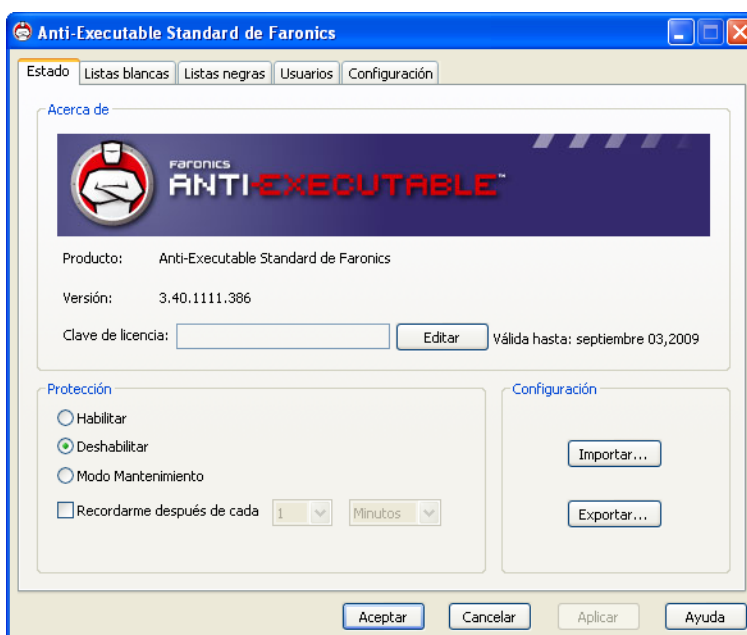 Anti-Executable Standard de Faronics
Estado Listas blancas Listas negras Usuarios Configuración
Acerca de
FARONICS
ANTI-EXECUTABLE™
Producto: Anti-Executable Standard de Faronics
Versión: 3.40.1111.386
Clave de licencia: Editar Válida hasta: septiembre 03,2009
Protección
Habilitar
Deshabilitar
Modo Mantenimiento
Recordarme después de cada 1 Minutos
Configuración
Importar...
Exportar...
Aceptar Cancelar Aplicar Ayuda